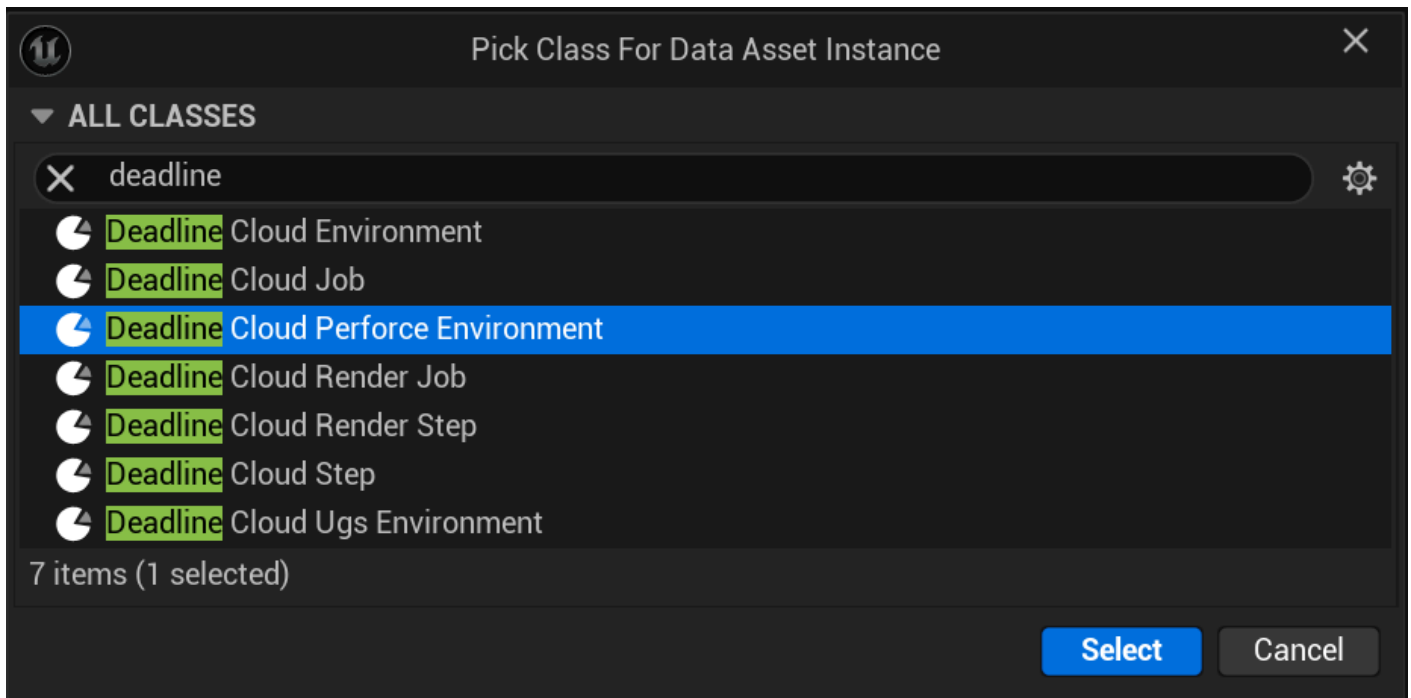 Pick Class For Data Asset Instance
ALL CLASSES
deadline
Deadline Cloud Environment
Deadline Cloud Job
Deadline Cloud Perforce Environment
Deadline Cloud Render Job
Deadline Cloud Render Step
Deadline Cloud Step
Deadline Cloud Ugs Environment
7 items (1 selected)
Select Cancel